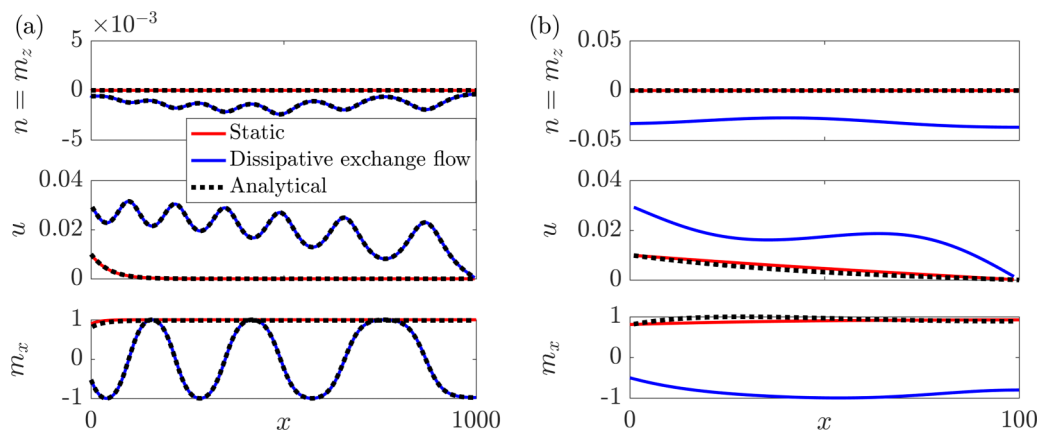 (a)
×10⁻³
5
0
-5
n = m_z
Static
Dissipative exchange flow
Analytical
0.04
0.02
0
u
1
0
-1
m_x
0
x
1000
(b)
0.05
0
-0.05
n = m_z
0.04
0.02
0
u
1
0
-1
m_x
0
x
100